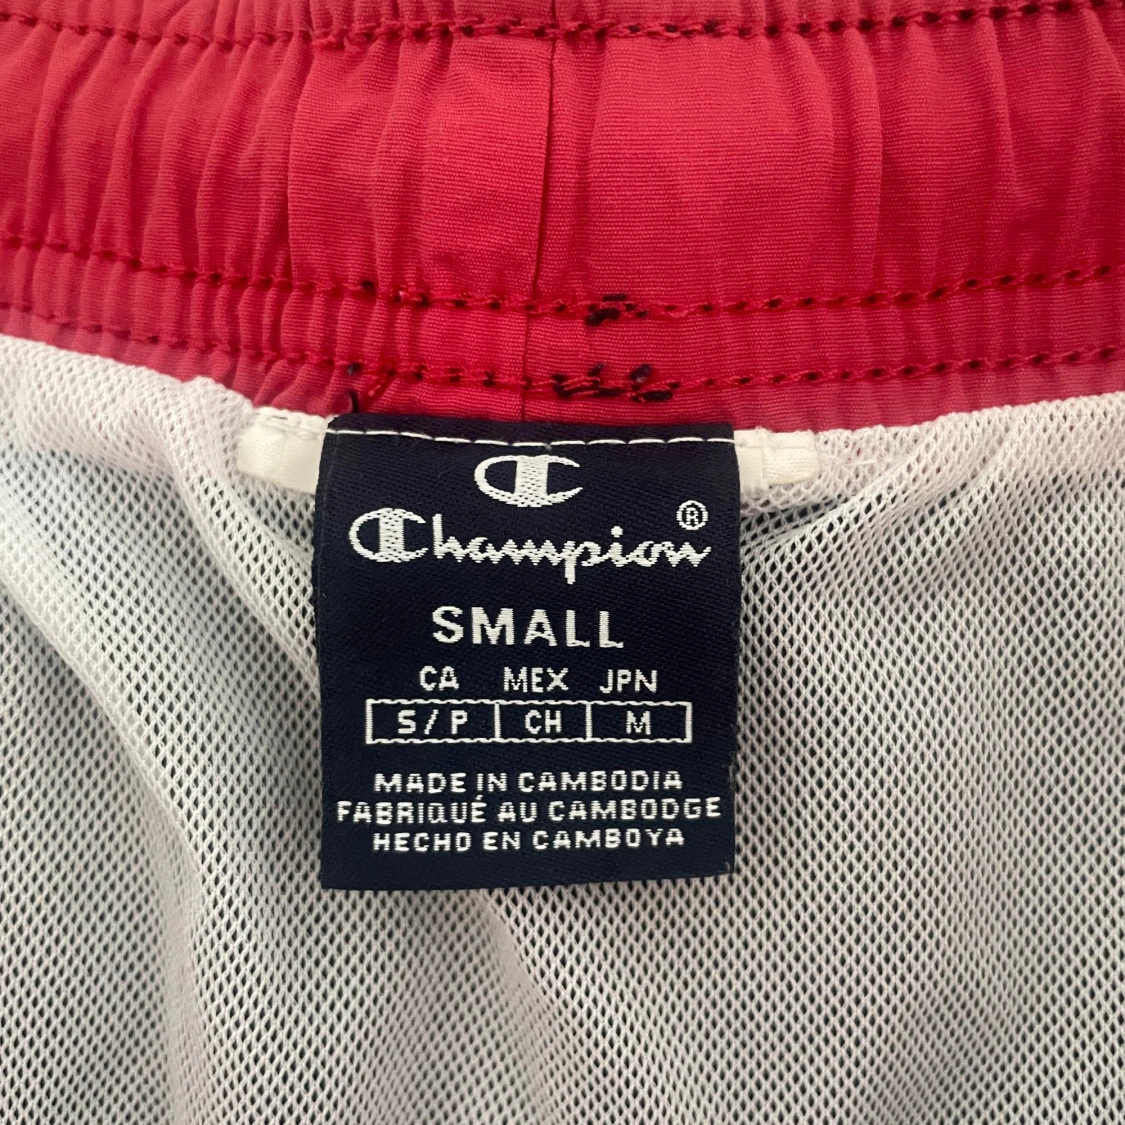 C
Champion®
SMALL
CA MEX JPN
S/P CH M
MADE IN CAMBODIA
FABRIQUÉ AU CAMBODGE
HECHO EN CAMBOYA